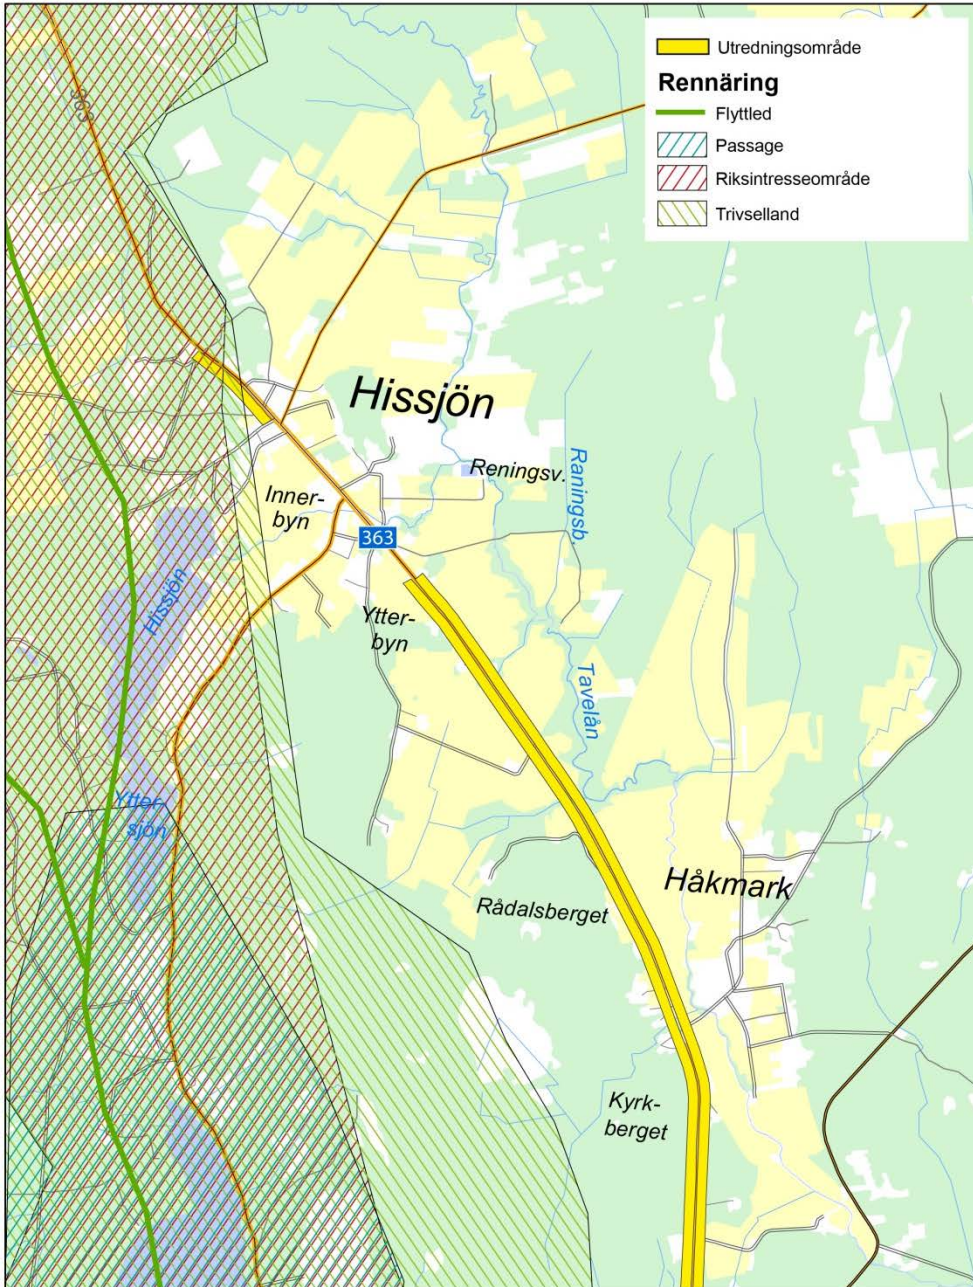 Utredningsområde
Rennäring
Flyttled
Passage
Riksintresseområde
Trivselland
363
Hissjön
Reningsv.
Raningsb.
Inner-
byn
363
Hissjön
Ytter-
byn
Tavelån
Ytter-
sjön
Håkmark
Rådalsberget
Kyrk-
berget